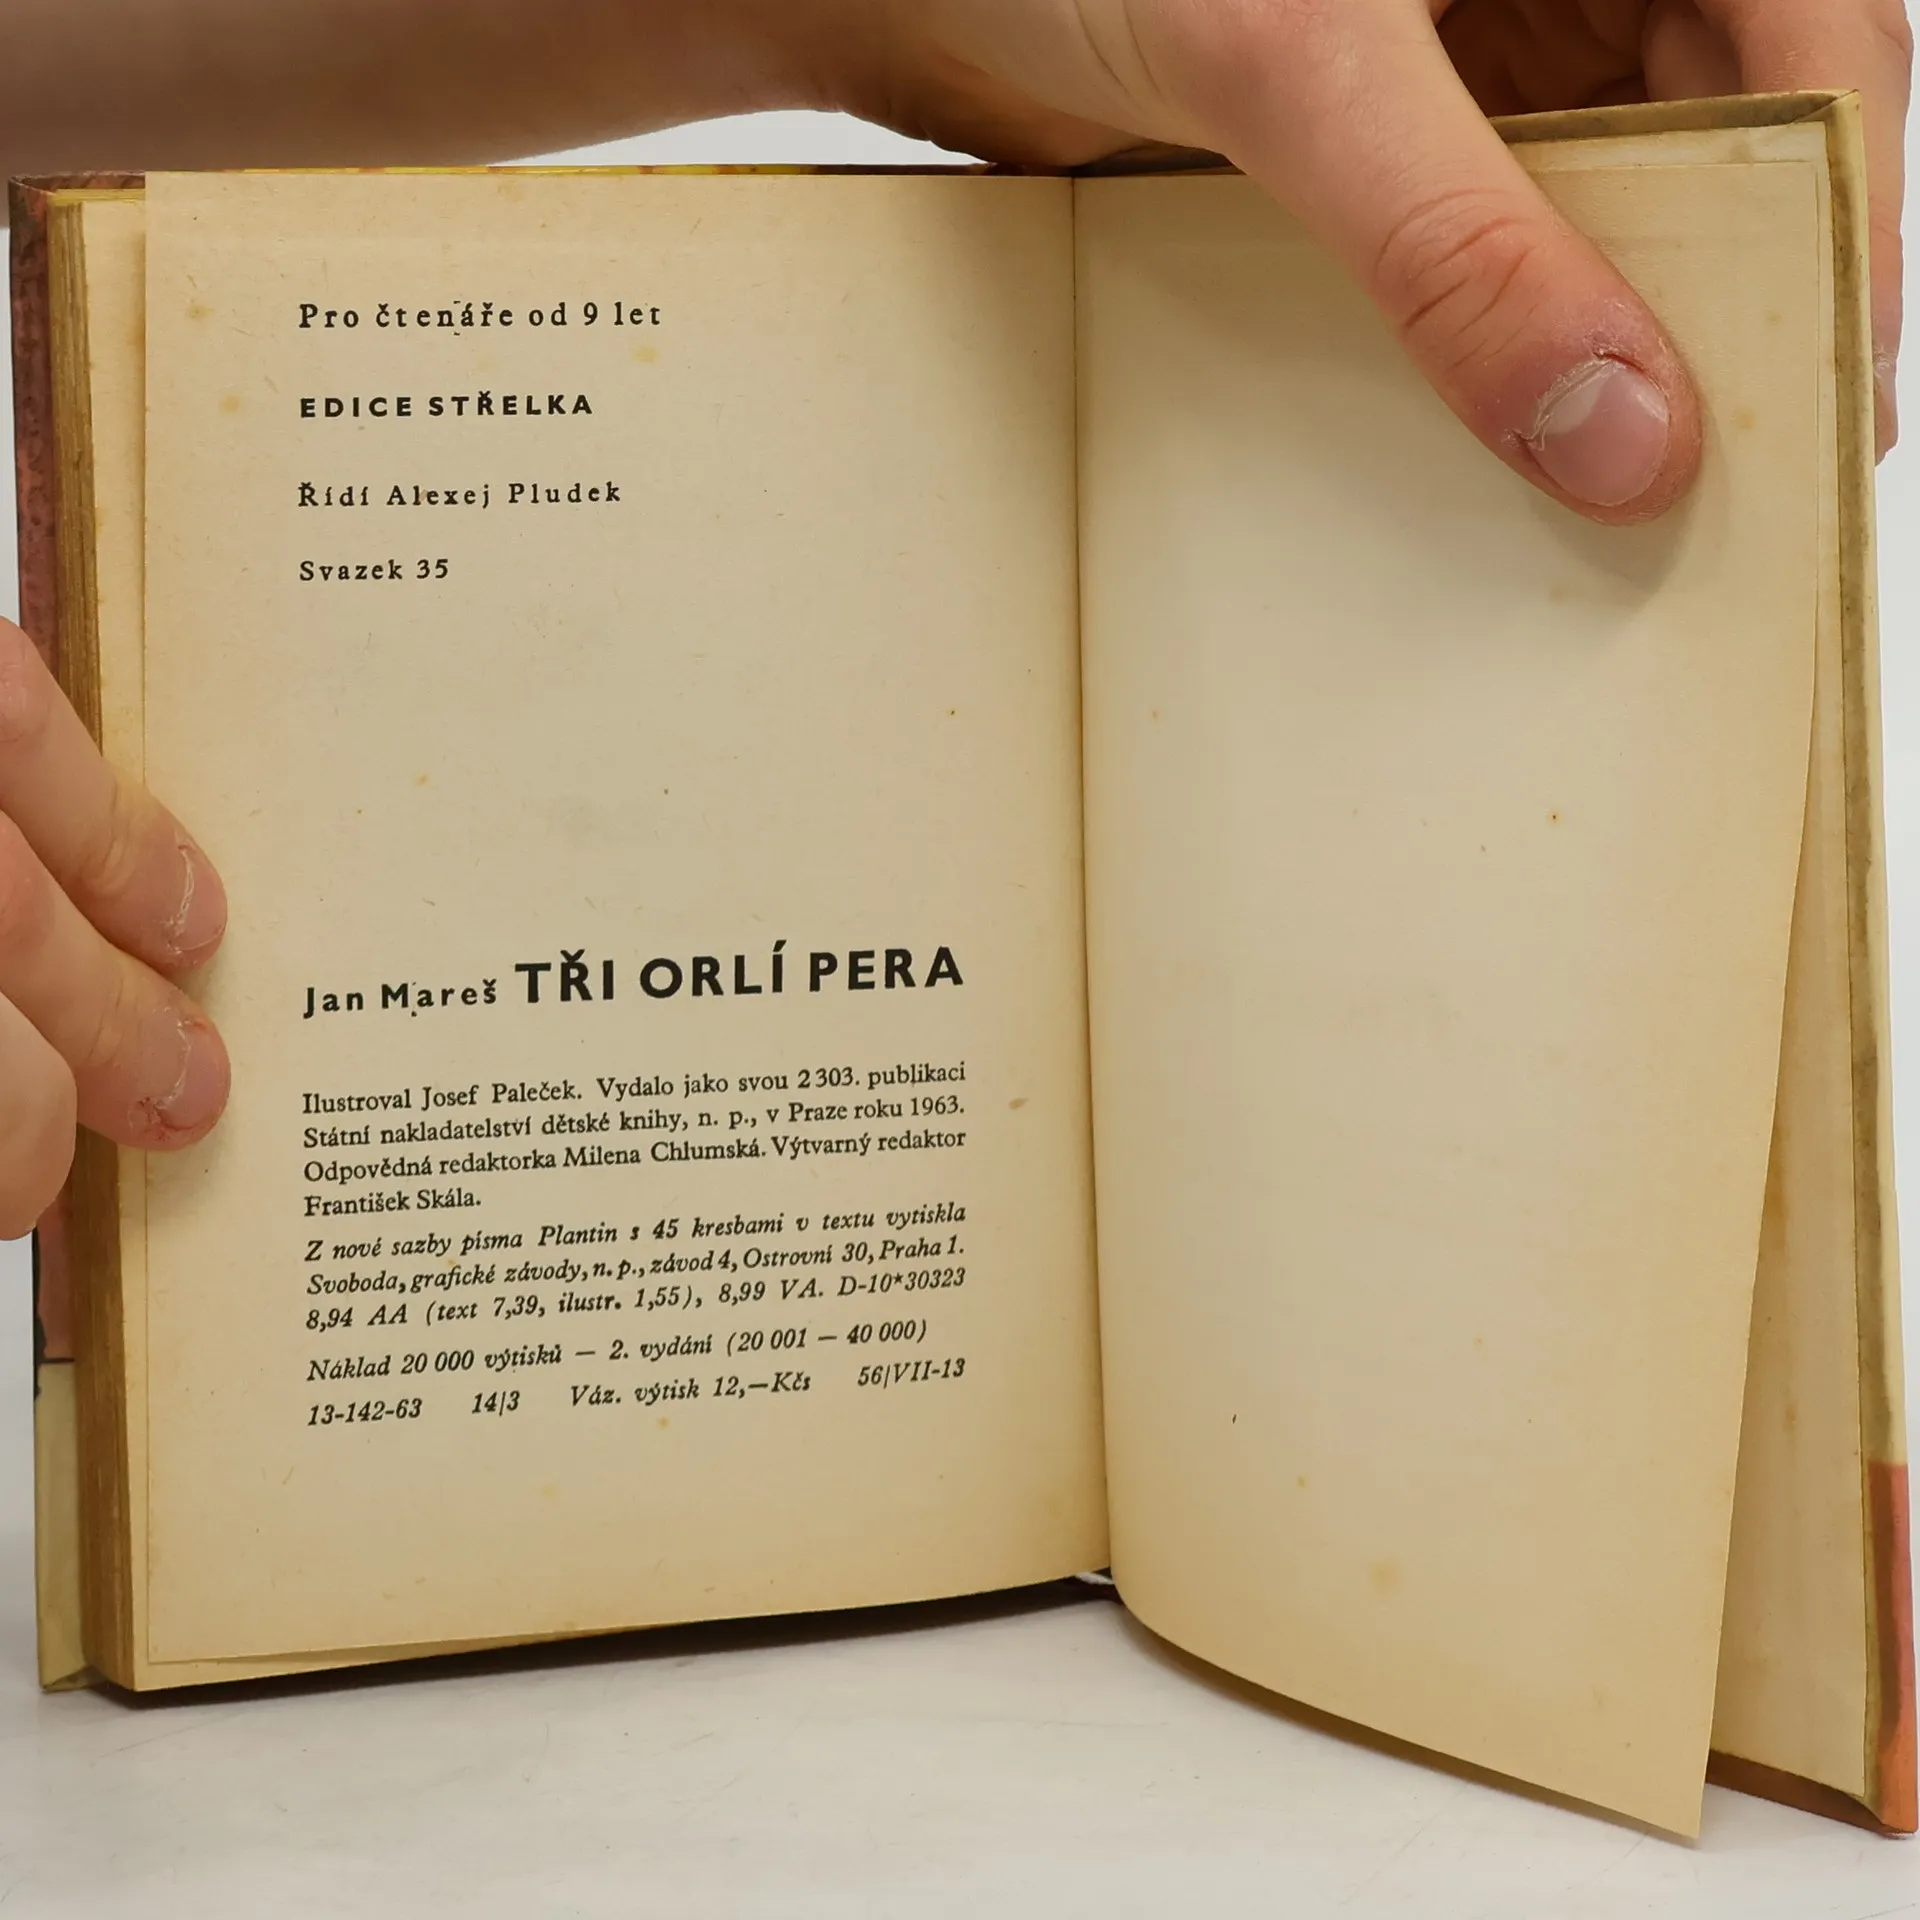 Pro čtenáře od 9 let
EDICE STŘELKA
Řídí Alexej Pludek
Svazek 35
Jan Mareš TŘI ORLÍ PERA
Ilustroval Josef Paleček. Vydalo jako svou 2 303. publikaci
Státní nakladatelství dětské knihy, n. p., v Praze roku 1963.
Odpovědná redaktorka Milena Chlumská. Výtvarný redaktor
František Skála.
Z nové sazby písma Plantin s 45 kresbami v textu vytiskla
Svoboda, grafické závody, n. p., závod 4, Ostrovní 30, Praha 1.
8,94 AA (text 7,39, ilustr. 1,55), 8,99 VA. D-10*30323
Náklad 20 000 výtisků — 2. vydání (20 001 — 40 000)
13-142-63 14|3 Váz. výtisk 12,—Kčs 56|VII-13